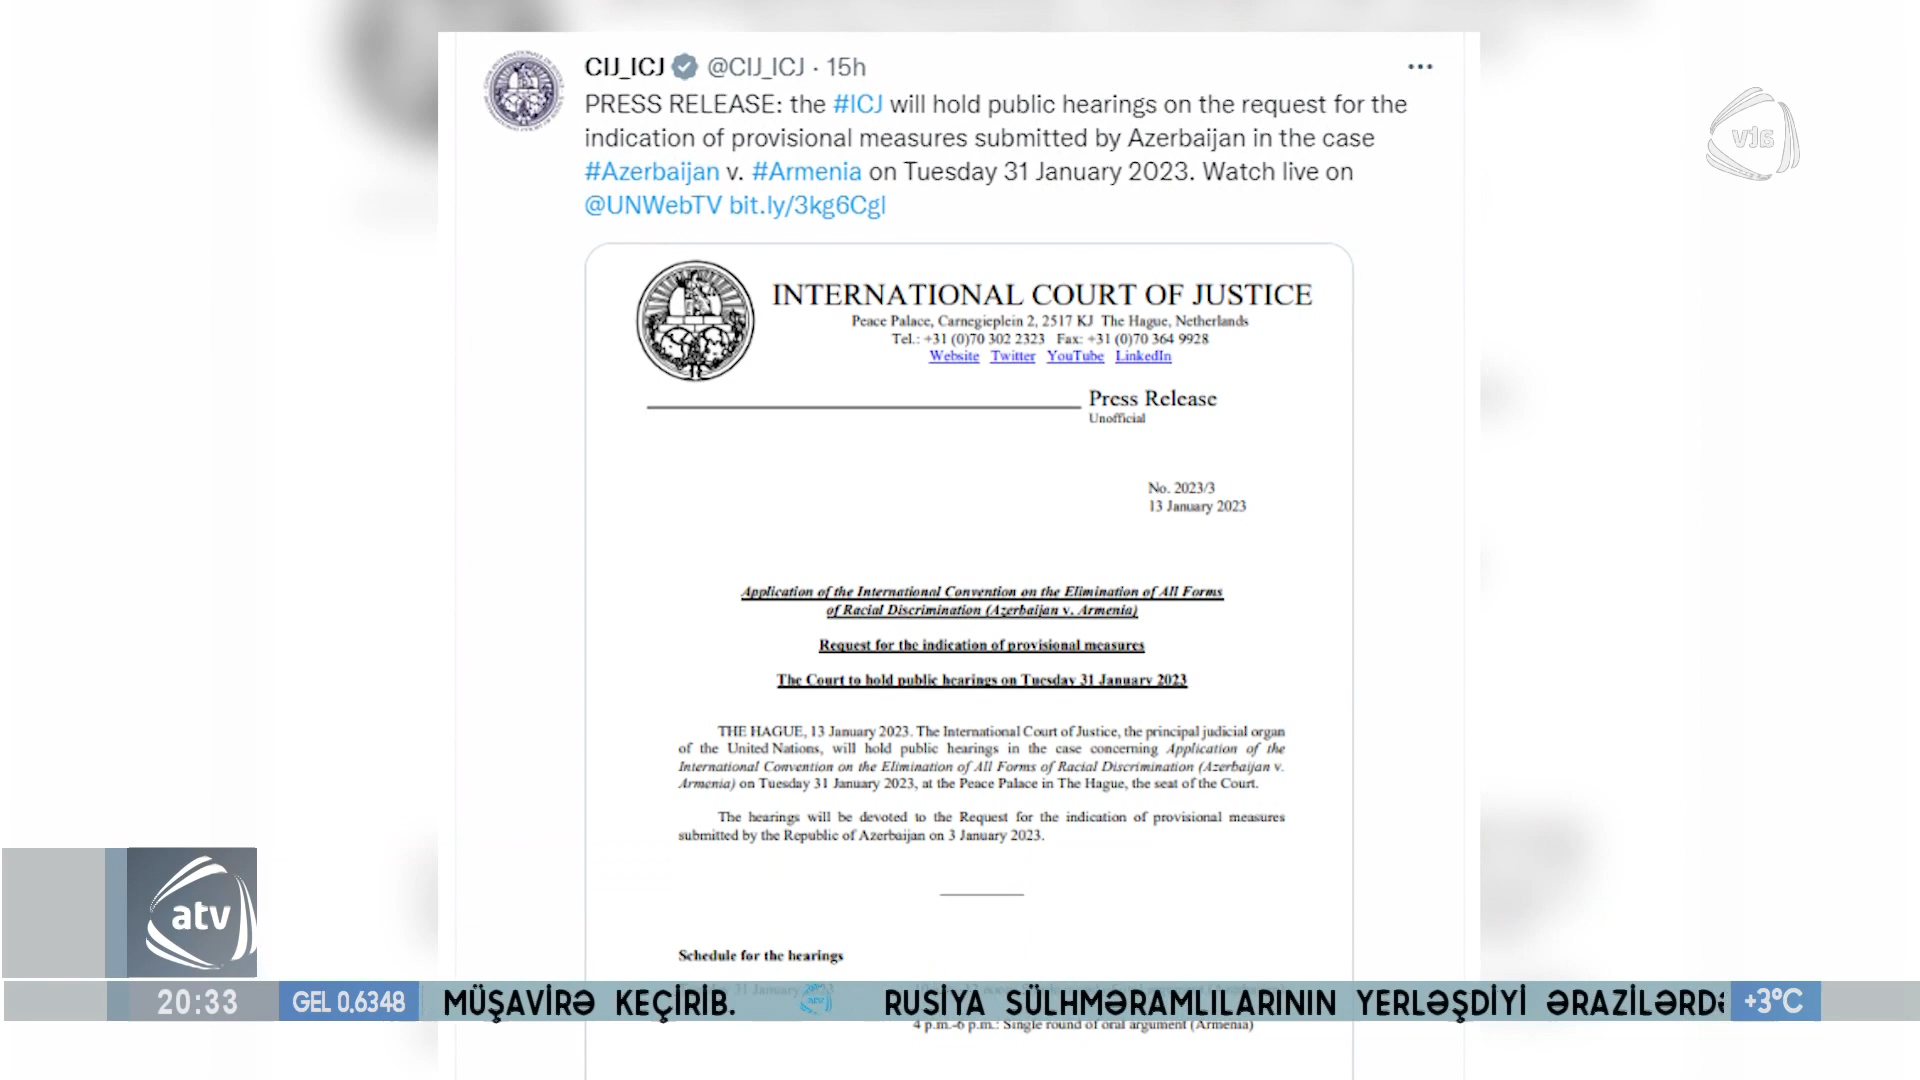 CIJ_ICJ @CIJ_ICJ · 15h
PRESS RELEASE: the #ICJ will hold public hearings on the request for the
indication of provisional measures submitted by Azerbaijan in the case
#Azerbaijan v. #Armenia on Tuesday 31 January 2023. Watch live on
@UNWebTV bit.ly/3kg6Cgl
INTERNATIONAL COURT OF JUSTICE
Peace Palace, Carnegieplein 2, 2517 KJ The Hague, Netherlands
Tel.: +31 (0)70 302 2323 Fax: +31 (0)70 364 9928
Website Twitter YouTube LinkedIn
Press Release
Unofficial
No. 2023/3
13 January 2023
Application of the International Convention on the Elimination of All Forms
of Racial Discrimination (Azerbaijan v. Armenia)
Request for the indication of provisional measures
The Court to hold public hearings on Tuesday 31 January 2023
THE HAGUE, 13 January 2023. The International Court of Justice, the principal judicial organ
of the United Nations, will hold public hearings in the case concerning Application of the
International Convention on the Elimination of All Forms of Racial Discrimination (Azerbaijan v.
Armenia) on Tuesday 31 January 2023, at the Peace Palace in The Hague, the seat of the Court.
The hearings will be devoted to the Request for the indication of provisional measures
submitted by the Republic of Azerbaijan on 3 January 2023.
Schedule for the hearings
4 p.m.-6 p.m.: Single round of oral argument (Armenia)
atv
20:33 GEL 0.6348 MÜŞAVİRƏ KEÇİRİB. atv RUSİYA SÜLHMƏRAMLILARININ YERLƏŞDİYİ ƏRAZİLƏRDƏ +3°C